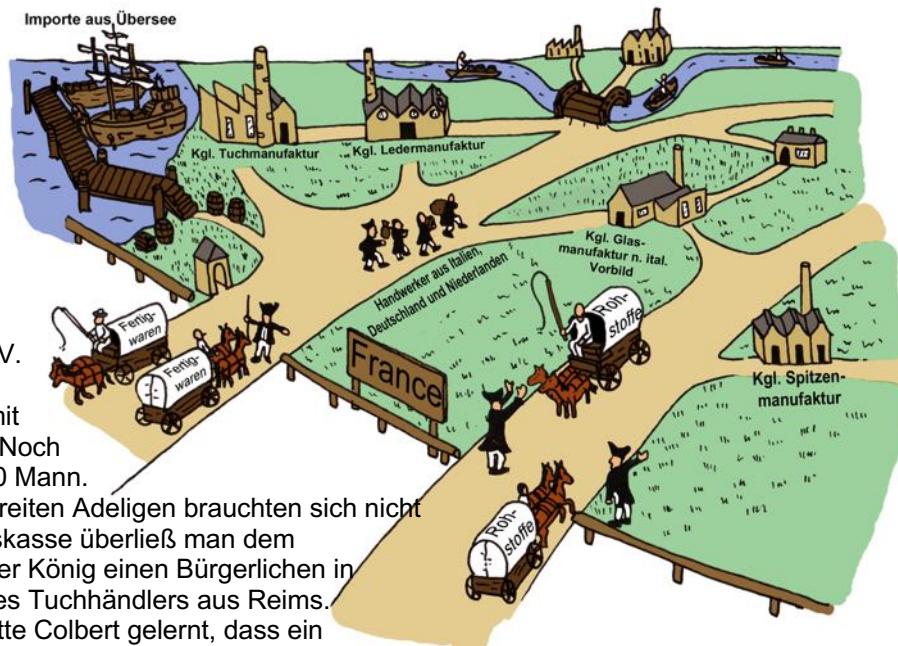 Importe aus Übersee
Kgl. Tuchmanufaktur
Kgl. Ledermanufaktur
Kgl. Glas-
manufaktur n. ital.
Vorbild
Handwerker aus Italien,
Deutschland und Niederlanden
Fertig-
waren
Fertig-
waren
Roh-
stoffe
France
Kgl. Spitzen-
manufaktur
Roh-
stoffe
V.
mit
Noch
0 Mann.
reiten Adeligen brauchten sich nicht
skasse überließ man dem
er König einen Bürgerlichen in
es Tuchhändlers aus Reims.
tte Colbert gelernt, dass ein